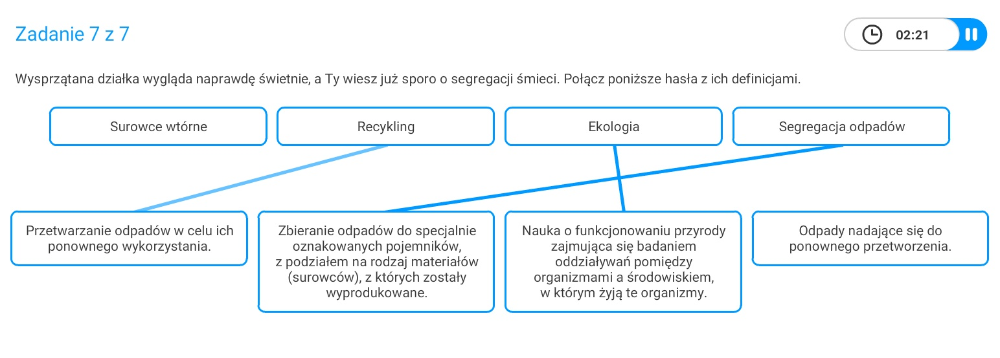 Zadanie 7 z 7
02:21
Wysprzątana działka wygląda naprawdę świetnie, a Ty wiesz już sporo o segregacji śmieci. Połącz poniższe hasła z ich definicjami.
Surowce wtórne
Recykling
Ekologia
Segregacja odpadów
Przetwarzanie odpadów w celu ich
ponownego wykorzystania.
Zbieranie odpadów do specjalnie
oznakowanych pojemników,
z podziałem na rodzaj materiałów
(surowców), z których zostały
wyprodukowane.
Nauka o funkcjonowaniu przyrody
zajmująca się badaniem
oddziaływań pomiędzy
organizmami a środowiskiem,
w którym żyją te organizmy.
Odpady nadające się do
ponownego przetworzenia.